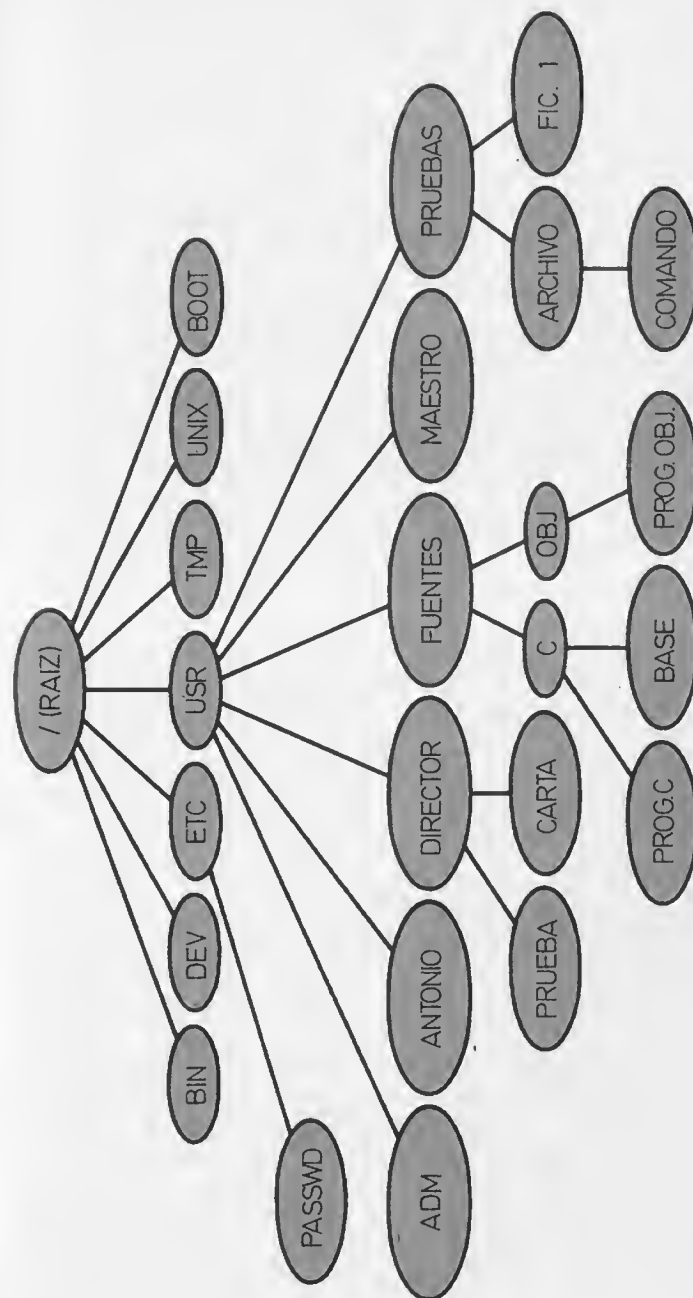 / (RAIZ)
BIN
DEV
ETC
USR
TMP
UNIX
BOOT
PASSWD
ADM
ANTONIO
DIRECTOR
FUENTES
MAESTRO
PRUEBAS
PRUEBA
CARTA
C
OBJ
ARCHIVO
FIC. 1
PROG.C
BASE
PROG. OBJ.
COMANDO